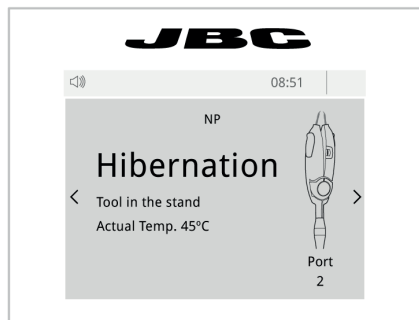 JBC
08:51
NP
Hibernation
Tool in the stand
Actual Temp. 45ºC
Port
2